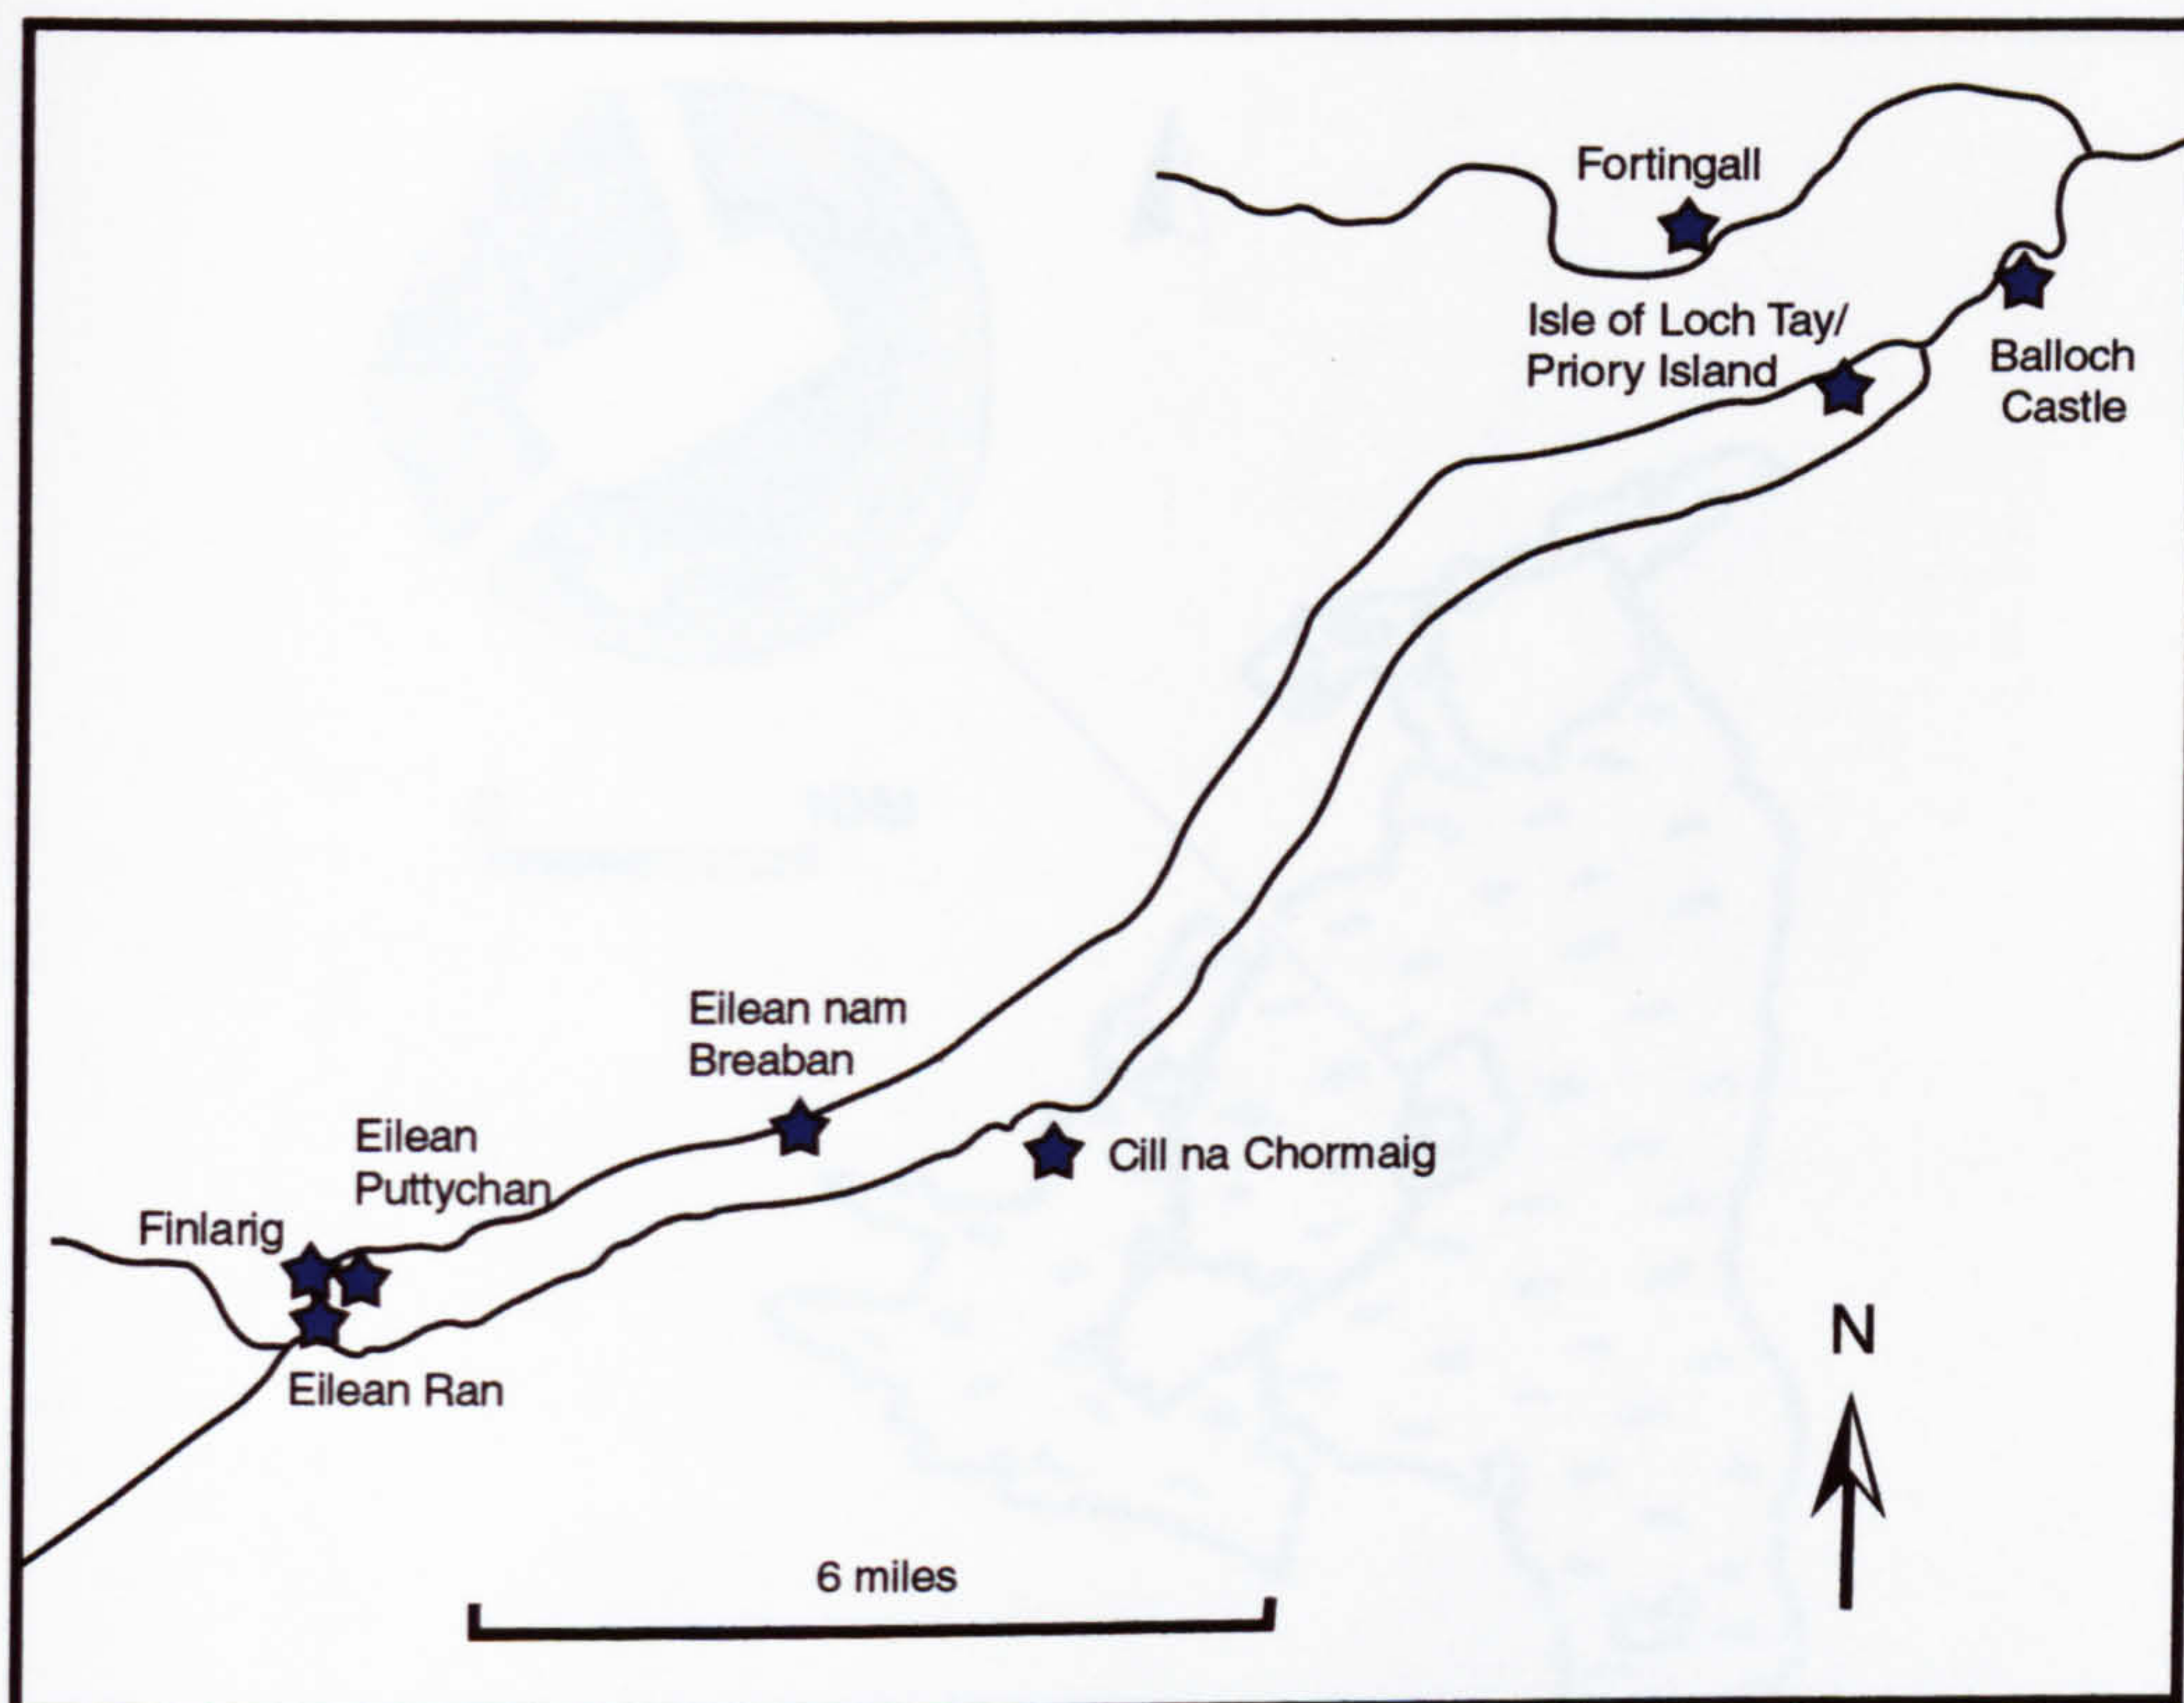 Fortingall
Isle of Loch Tay/
Priory Island
Balloch
Castle
Eilean nam
Breaban
Eilean
Puttychan
Cill na Chormaig
Finlarig
Eilean Ran
N
6 miles